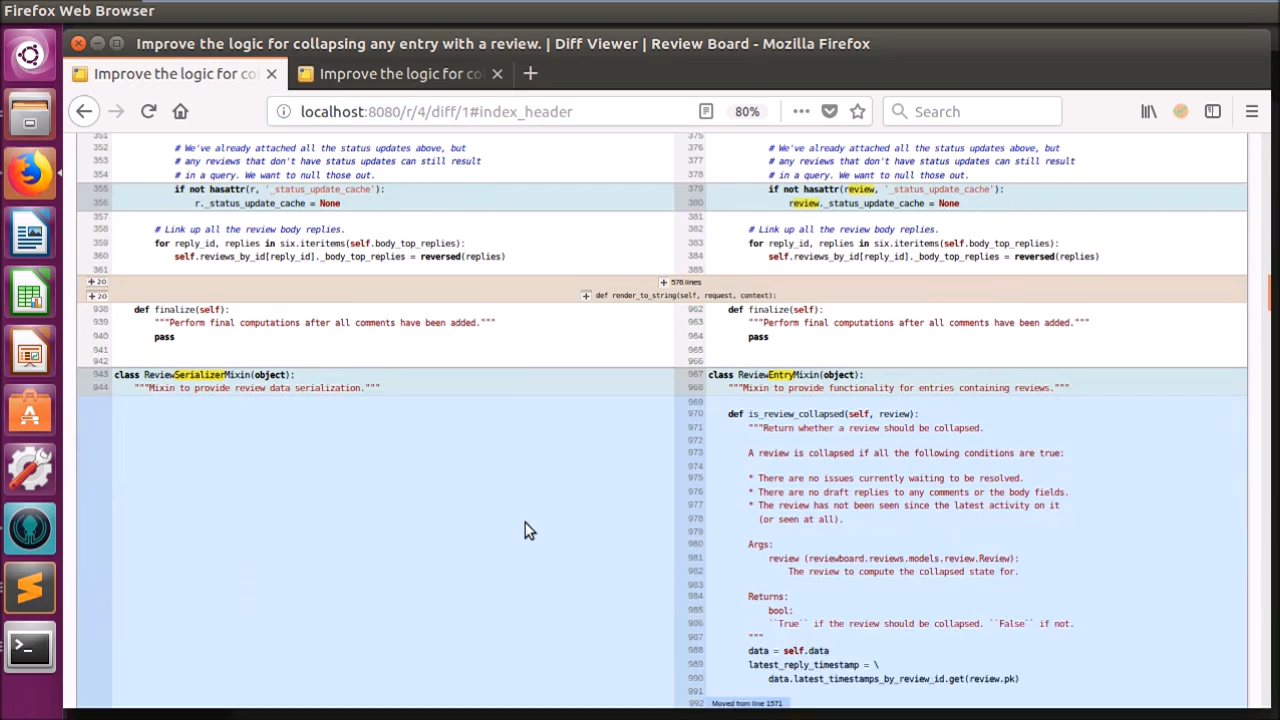 Firefox Web Browser
Improve the logic for collapsing any entry with a review. | Diff Viewer | Review Board - Mozilla Firefox
Improve the logic for co
Improve the logic for co
localhost:8080/r/4/diff/1#index_header
80%
Search
351 375
352 # We've already attached all the status updates above, but 376 # We've already attached all the status updates above, but
353 # any reviews that don't have status updates can still result 377 # any reviews that don't have status updates can still result
354 # in a query. We want to null those out. 378 # in a query. We want to null those out.
355 if not hasattr(r, '_status_update_cache'): 379 if not hasattr(review, '_status_update_cache'):
356 r._status_update_cache = None 380 review._status_update_cache = None
357 381
358 # Link up all the review body replies. 382 # Link up all the review body replies.
359 for reply_id, replies in six.iteritems(self.body_top_replies): 383 for reply_id, replies in six.iteritems(self.body_top_replies):
360 self.reviews_by_id[reply_id]._body_top_replies = reversed(replies) 384 self.reviews_by_id[reply_id]._body_top_replies = reversed(replies)
361 385
+20 + 576 lines
+20 + def render_to_string(self, request, context):
938 def finalize(self): 962 def finalize(self):
939 """Perform final computations after all comments have been added.""" 963 """Perform final computations after all comments have been added."""
940 pass 964 pass
941 965
942 966
943 class ReviewSerializerMixin(object): 967 class ReviewEntryMixin(object):
944 """Mixin to provide review data serialization.""" 968 """Mixin to provide functionality for entries containing reviews."""
969
970 def is_review_collapsed(self, review):
971 """Return whether a review should be collapsed.
972
973 A review is collapsed if all the following conditions are true:
974
975 * There are no issues currently waiting to be resolved.
976 * There are no draft replies to any comments or the body fields.
977 * The review has not been seen since the latest activity on it
978 (or seen at all).
979
980 Args:
981 review (reviewboard.reviews.models.review.Review):
982 The review to compute the collapsed state for.
983
984 Returns:
985 bool:
986 ``True`` if the review should be collapsed. ``False`` if not.
987 """
988 data = self.data
989 latest_reply_timestamp = \
990 data.latest_timestamps_by_review_id.get(review.pk)
991
992 Moved from line 1571